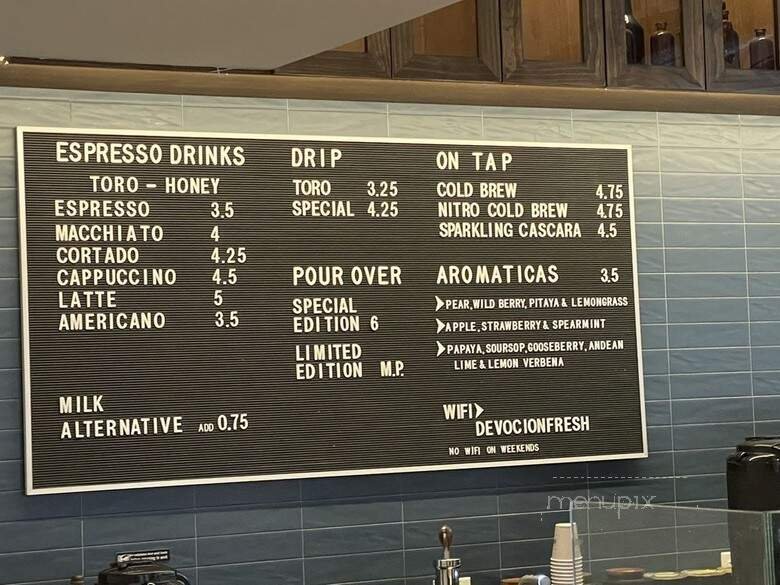 ESPRESSO DRINKS
TORO - HONEY
ESPRESSO 3.5
MACCHIATO 4
CORTADO 4.25
CAPPUCCINO 4.5
LATTE 5
AMERICANO 3.5
MILK
ALTERNATIVE ADD 0.75
DRIP
TORO 3.25
SPECIAL 4.25
POUR OVER
SPECIAL
EDITION 6
LIMITED
EDITION M.P.
ON TAP
COLD BREW 4.75
NITRO COLD BREW 4.75
SPARKLING CASCARA 4.5
AROMATICAS 3.5
PEAR, WILD BERRY, PITAYA & LEMONGRASS
APPLE, STRAWBERRY & SPEARMINT
PAPAYA, SOURSOP, GOOSEBERRY, ANDEAN
LIME & LEMON VERBENA
WIFI
DEVOCIONFRESH
NO WIFI ON WEEKENDS
menupix